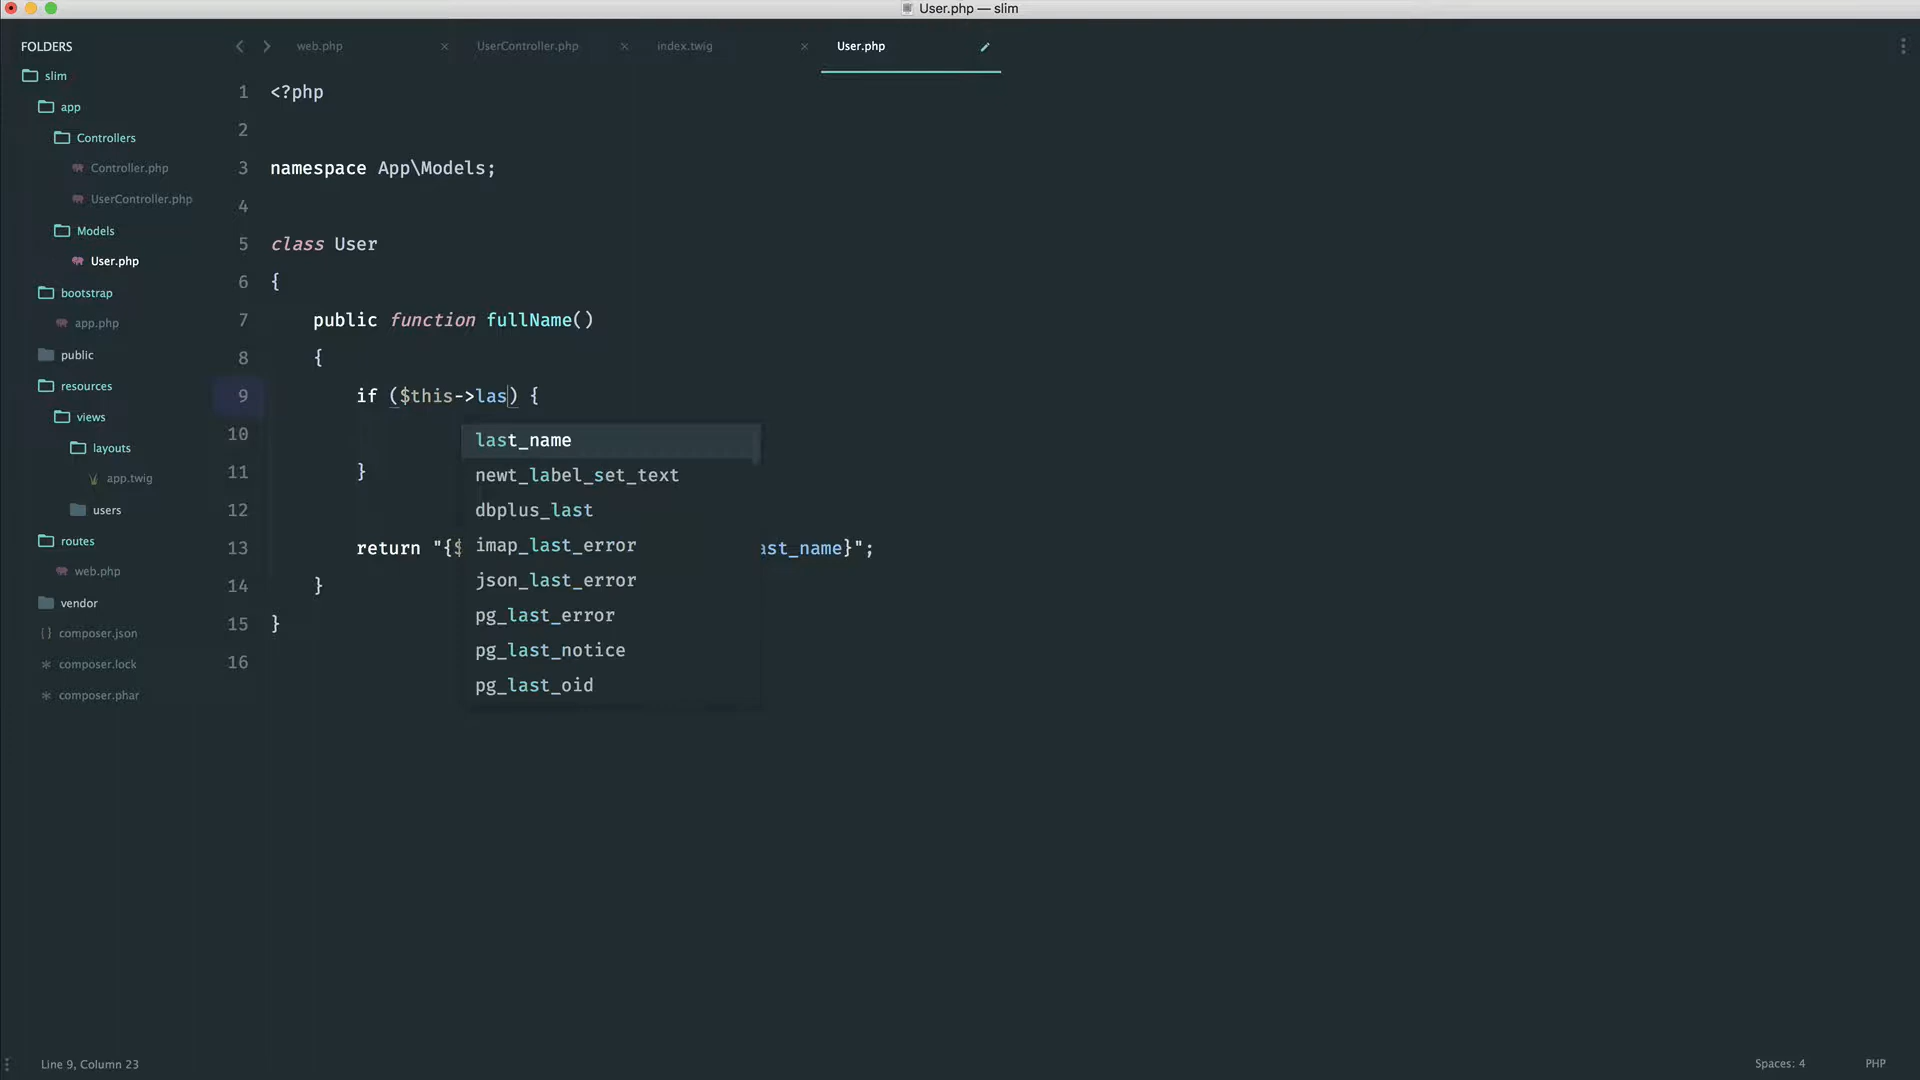 User.php — slim
FOLDERS
slim
app
Controllers
Controller.php
UserController.php
Models
User.php
bootstrap
app.php
public
resources
views
layouts
app.twig
users
routes
web.php
vendor
{} composer.json
* composer.lock
* composer.phar
web.php × UserController.php × index.twig × User.php
1 <?php
2
3 namespace App\Models;
4
5 class User
6 {
7 public function fullName()
8 {
9 if ($this->las) {
10
11 }
12
13 return "{$ ast_name}";
14 }
15 }
16
last_name
newt_label_set_text
dbplus_last
imap_last_error
json_last_error
pg_last_error
pg_last_notice
pg_last_oid
Line 9, Column 23
Spaces: 4 PHP